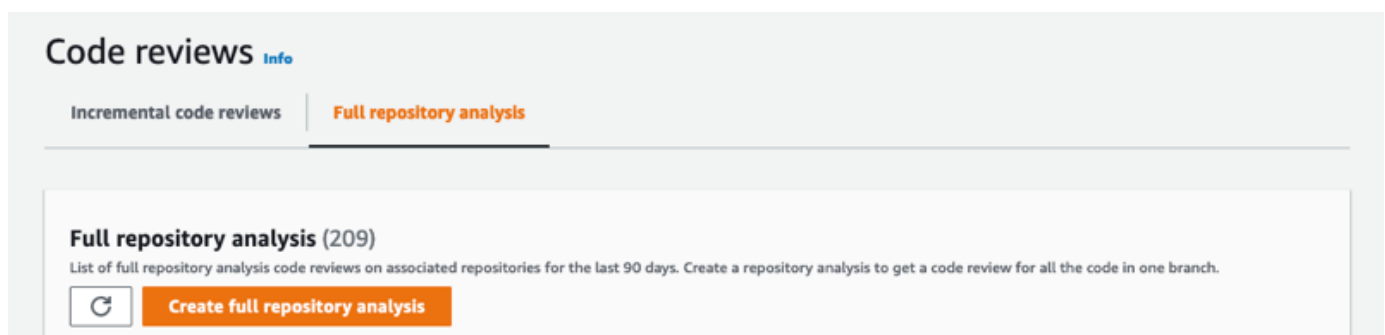 Code reviews Info
Incremental code reviews Full repository analysis
Full repository analysis (209)
List of full repository analysis code reviews on associated repositories for the last 90 days. Create a repository analysis to get a code review for all the code in one branch.
Create full repository analysis